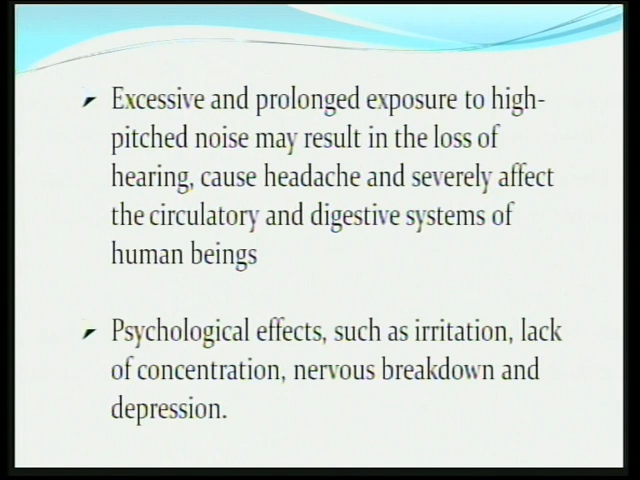 Excessive and prolonged exposure to high-
pitched noise may result in the loss of
hearing, cause headache and severely affect
the circulatory and digestive systems of
human beings
Psychological effects, such as irritation, lack
of concentration, nervous breakdown and
depression.